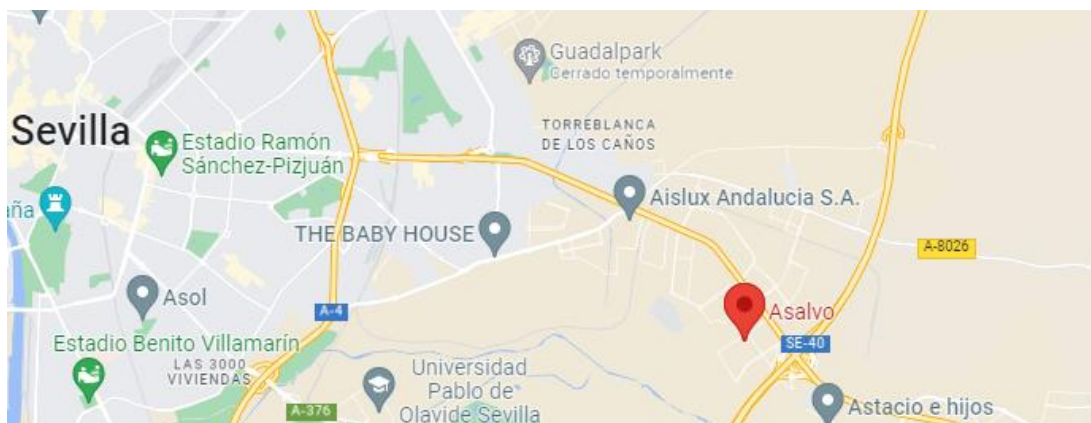 Guadalpark
Cerrado temporalmente
TORREBLANCA
DE LOS CAÑOS
Sevilla
Estadio Ramón
Sánchez-Pizjuán
Aislux Andalucia S.A.
aña
THE BABY HOUSE
A-8026
Asol
A-4
Asalvo
Estadio Benito Villamarín
SE-40
LAS 3000
VIVIENDAS
Universidad
Pablo de
Olavide Sevilla
A-376
Astacio e hijos